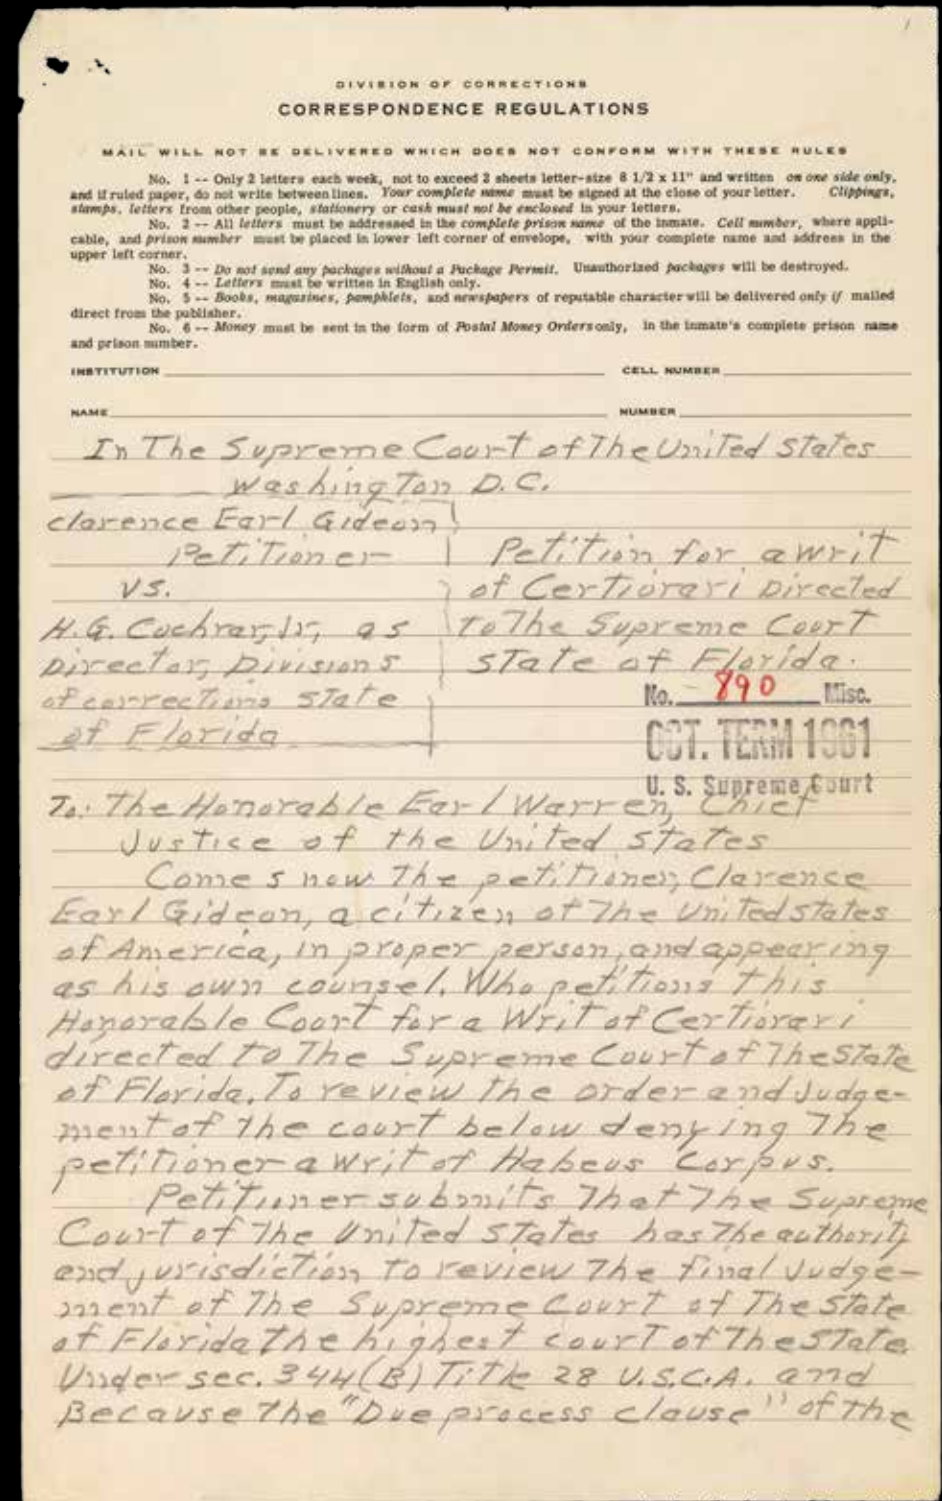 1
DIVISION OF CORRECTIONS
CORRESPONDENCE REGULATIONS
MAIL WILL NOT BE DELIVERED WHICH DOES NOT CONFORM WITH THESE RULES
No. 1 -- Only 2 letters each week, not to exceed 2 sheets letter-size 8 1/2 x 11" and written on one side only,
and if ruled paper, do not write between lines. Your complete name must be signed at the close of your letter. Clippings,
stamps, letters from other people, stationery or cash must not be enclosed in your letters.
No. 2 -- All letters must be addressed in the complete prison name of the inmate. Cell number, where appli-
cable, and prison number must be placed in lower left corner of envelope, with your complete name and address in the
upper left corner.
No. 3 -- Do not send any packages without a Package Permit. Unauthorized packages will be destroyed.
No. 4 -- Letters must be written in English only.
No. 5 -- Books, magazines, pamphlets, and newspapers of reputable character will be delivered only if mailed
direct from the publisher.
No. 6 -- Money must be sent in the form of Postal Money Orders only, in the inmate's complete prison name
and prison number.
INSTITUTION CELL NUMBER
NAME NUMBER
In The Supreme Court of The United States
Washington D.C.
Clarence Earl Gideon
Petitioner
vs.
H.G. Cochran, Jr, as
Director, Divisions
of corrections State
of Florida
Petition for a writ
of Certiorari Directed
to The Supreme Court
State of Florida.
No. 890 Misc.
OCT. TERM 1961
U. S. Supreme Court
To: The Honorable Earl Warren, Chief
Justice of the United States
Comes now The petitioner, Clarence
Earl Gideon, a citizen of The United states
of America, in proper person, and appearing
as his own counsel. Who petitions This
Honorable Court for a Writ of Certiorari
directed to The Supreme Court of The State
of Florida. To review the order and Judge-
ment of the court below denying The
petitioner a writ of Habeus Corpus.
Petitioner submits That The Supreme
Court of The United States has The authority
and jurisdiction to review The final Judge-
ment of The Supreme Court of The State
of Florida the highest court of The State
Under sec. 344(B) Title 28 U.S.C.A. and
Because The "Due process clause" of the